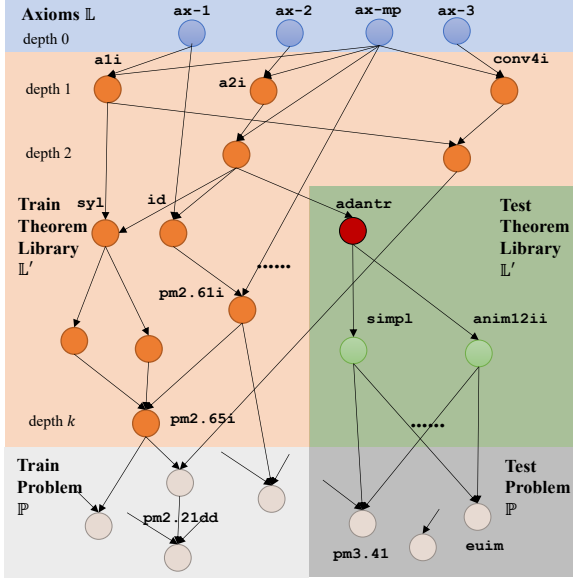 Axioms 𝕃
ax-1
ax-2
ax-mp
ax-3
depth 0
a1i
a2i
conv4i
depth 1
depth 2
syl
id
adantr
Train
Theorem
Library
𝕃′
Test
Theorem
Library
𝕃′
......
pm2.61i
simpl
anim12ii
depth k
pm2.65i
......
Train
Problem
ℙ
Test
Problem
ℙ
pm2.21dd
pm3.41
euim